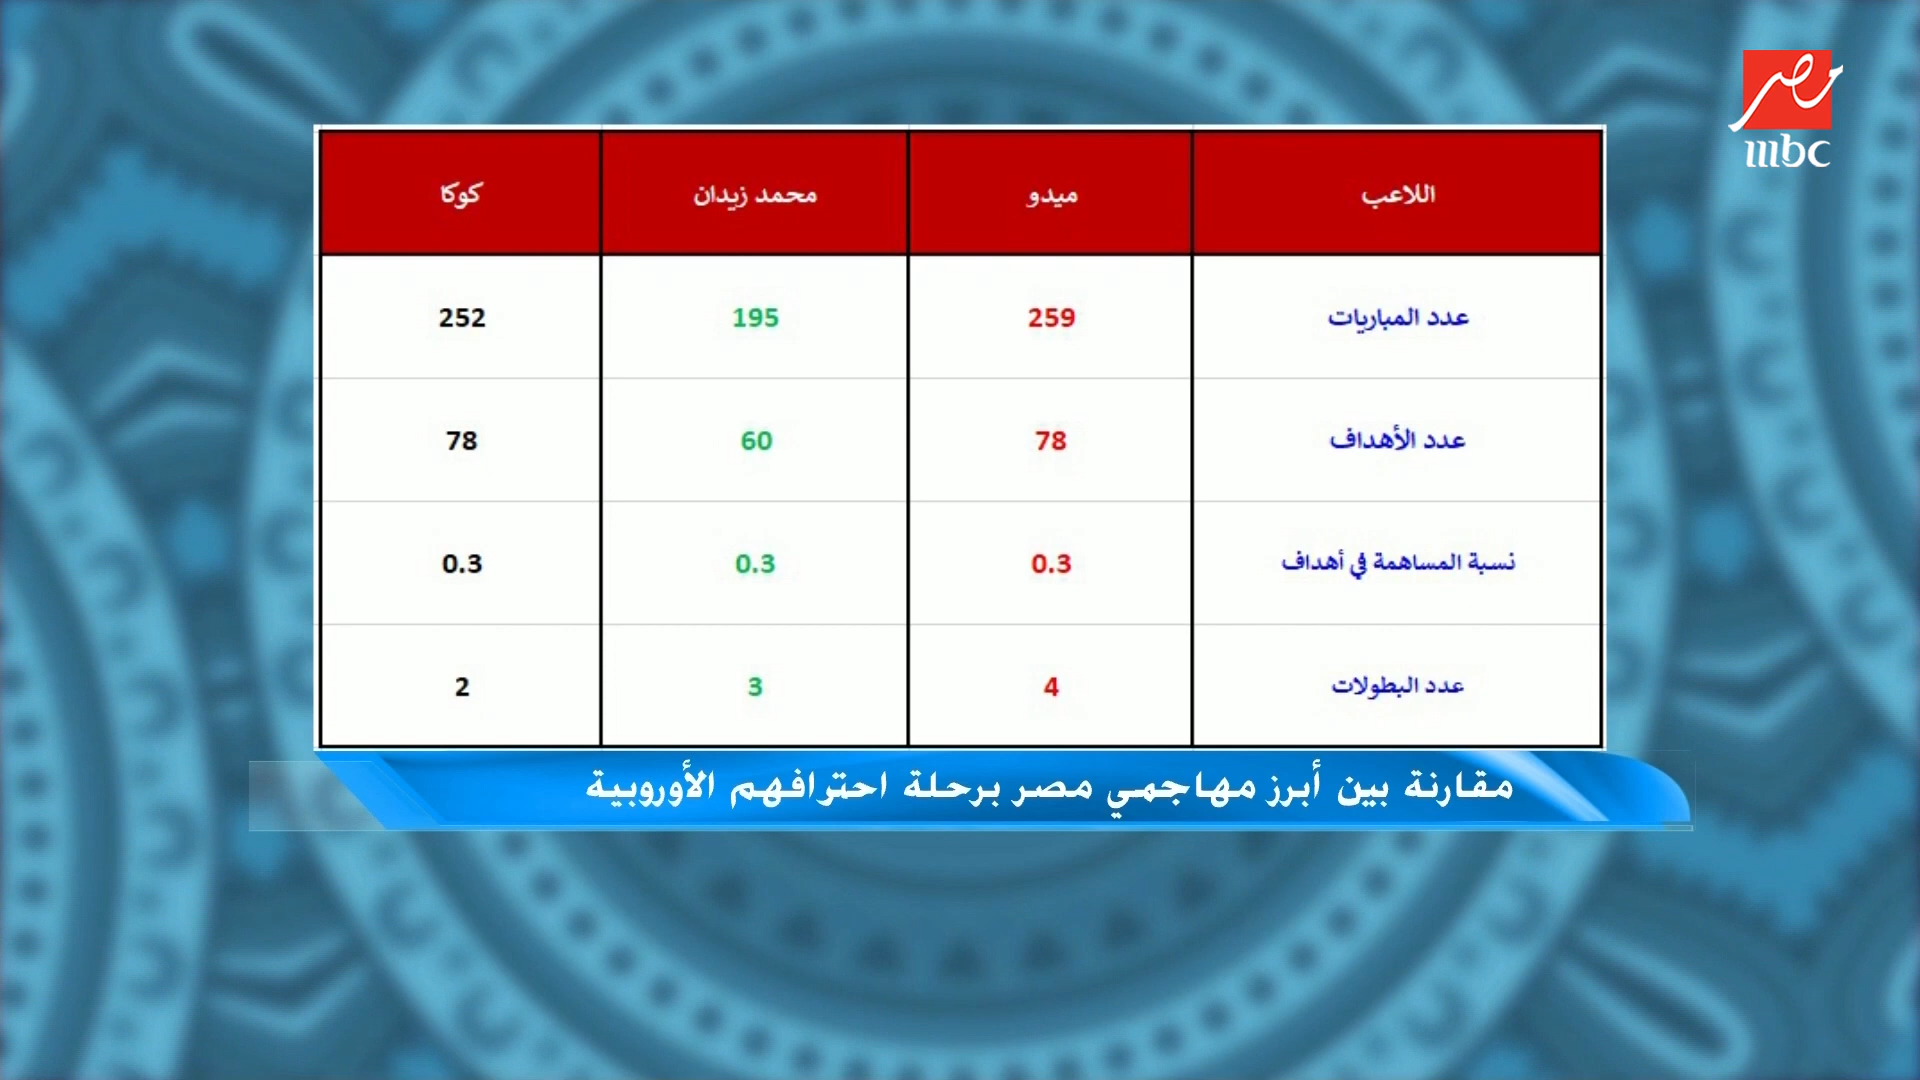 مصر
mbc
اللاعب ميدو محمد زيدان كوكا
عدد المباريات 259 195 252
عدد الأهداف 78 60 78
نسبة المساهمة في أهداف 0.3 0.3 0.3
عدد البطولات 4 3 2
مقارنة بين أبرز مهاجمي مصر برحلة احترافهم الأوروبية